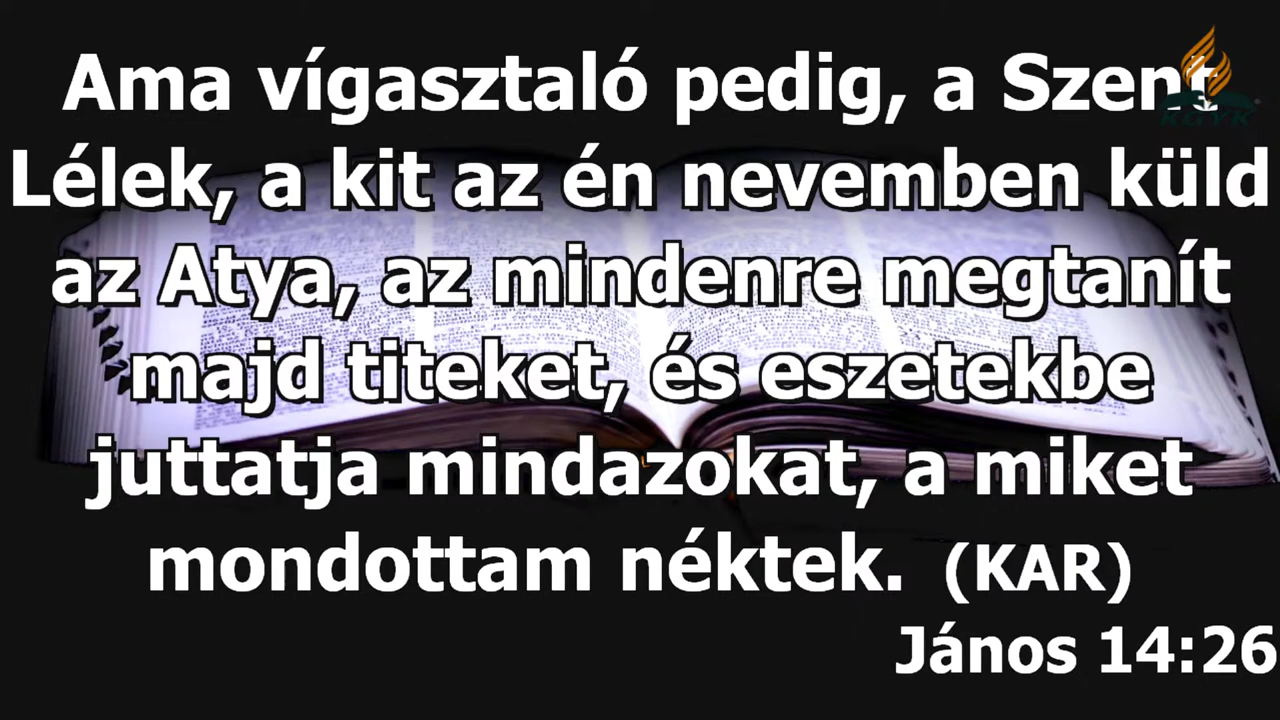 Ama vígasztaló pedig, a Szent
Lélek, a kit az én nevemben küld
az Atya, az mindenre megtanít
majd titeket, és eszetekbe
juttatja mindazokat, a miket
mondottam néktek. (KAR)
János 14:26